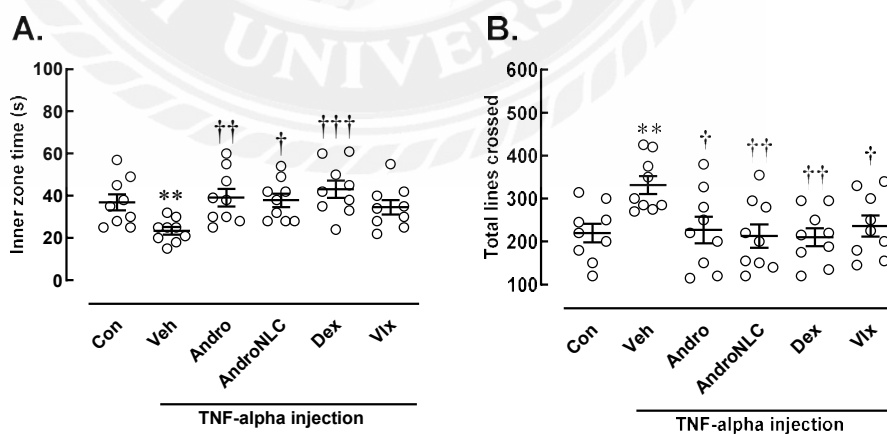 A.
100
80
60
40
20
0
Inner zone time (s)
**
††
†
†††
Con
Veh
Andro
AndroNLC
Dex
Vlx
TNF-alpha injection
B.
600
500
400
300
200
100
Total lines crossed
**
†
††
††
†
Con
Veh
Andro
AndroNLC
Dex
Vlx
TNF-alpha injection
UNIVERS